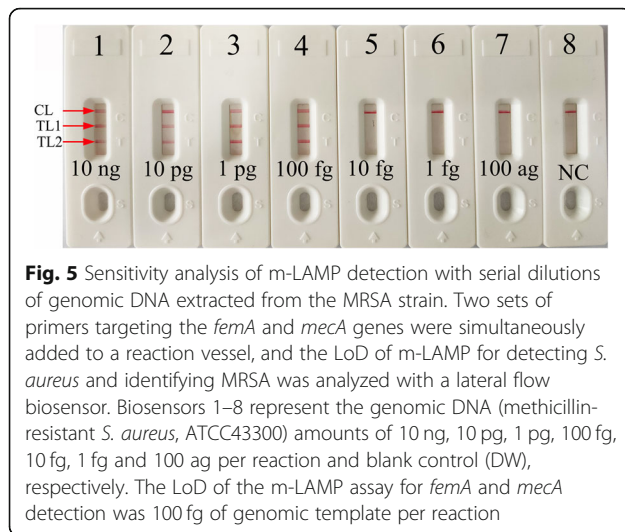 1 2 3 4 5 6 7 8
CL
TL1
TL2
C C C C C C C C
T T T T T T T T
10 ng 10 pg 1 pg 100 fg 10 fg 1 fg 100 ag NC
S S S S S S S S
Fig. 5 Sensitivity analysis of m-LAMP detection with serial dilutions
of genomic DNA extracted from the MRSA strain. Two sets of
primers targeting the femA and mecA genes were simultaneously
added to a reaction vessel, and the LoD of m-LAMP for detecting S.
aureus and identifying MRSA was analyzed with a lateral flow
biosensor. Biosensors 1–8 represent the genomic DNA (methicillin-
resistant S. aureus, ATCC43300) amounts of 10 ng, 10 pg, 1 pg, 100 fg,
10 fg, 1 fg and 100 ag per reaction and blank control (DW),
respectively. The LoD of the m-LAMP assay for femA and mecA
detection was 100 fg of genomic template per reaction